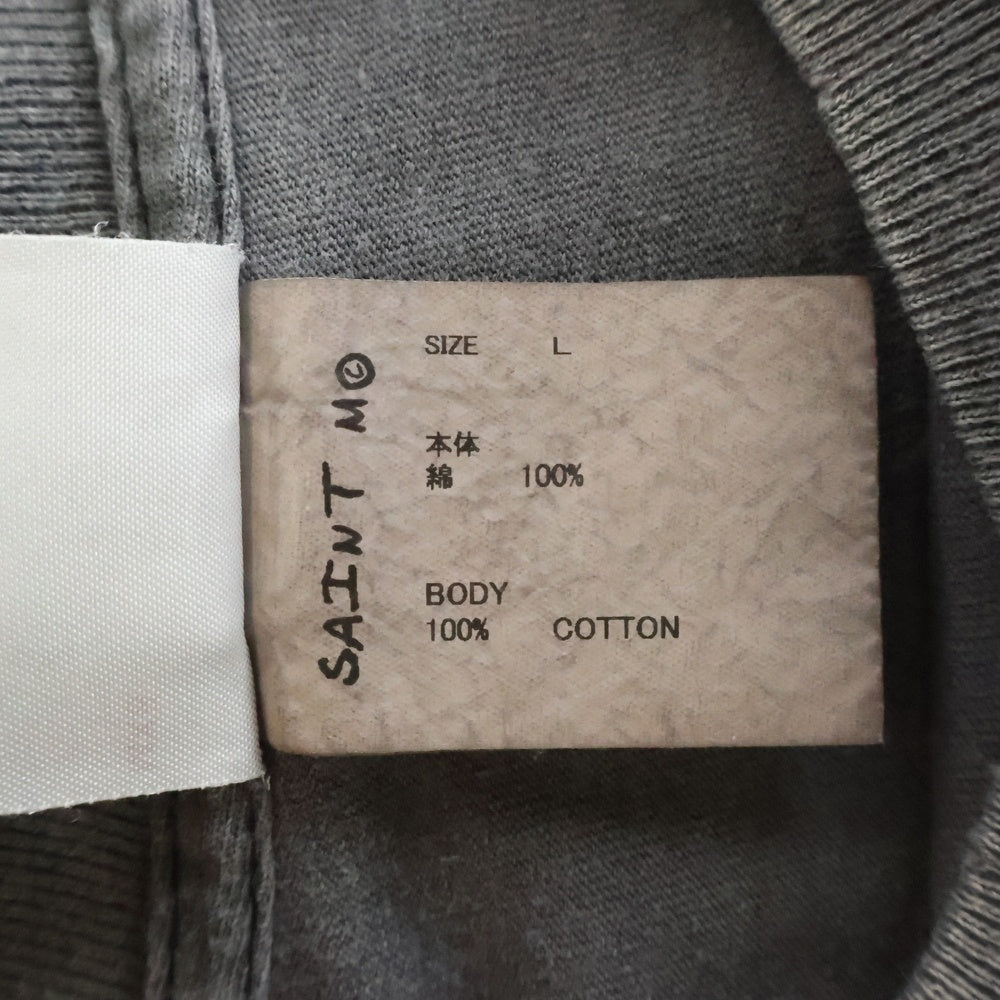 SAINT M©
SIZE L
本体
綿 100%
BODY
100% COTTON